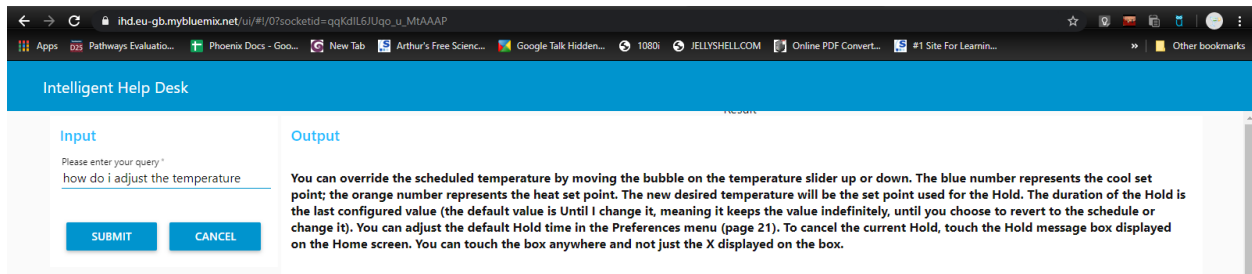 ihd.eu-gb.mybluemix.net/ui/#!/0?socketid=qqKdIL6JUqo_u_MtAAAP
Apps D25 Pathways Evaluatio... Phoenix Docs - Goo... New Tab Arthur's Free Scienc... Google Talk Hidden... 1080i JELLYSHELL.COM Online PDF Convert... #1 Site For Learnin... » Other bookmarks
Intelligent Help Desk
Result
Input
Please enter your query *
how do i adjust the temperature
SUBMIT CANCEL
Output
You can override the scheduled temperature by moving the bubble on the temperature slider up or down. The blue number represents the cool set
point; the orange number represents the heat set point. The new desired temperature will be the set point used for the Hold. The duration of the Hold is
the last configured value (the default value is Until I change it, meaning it keeps the value indefinitely, until you choose to revert to the schedule or
change it). You can adjust the default Hold time in the Preferences menu (page 21). To cancel the current Hold, touch the Hold message box displayed
on the Home screen. You can touch the box anywhere and not just the X displayed on the box.